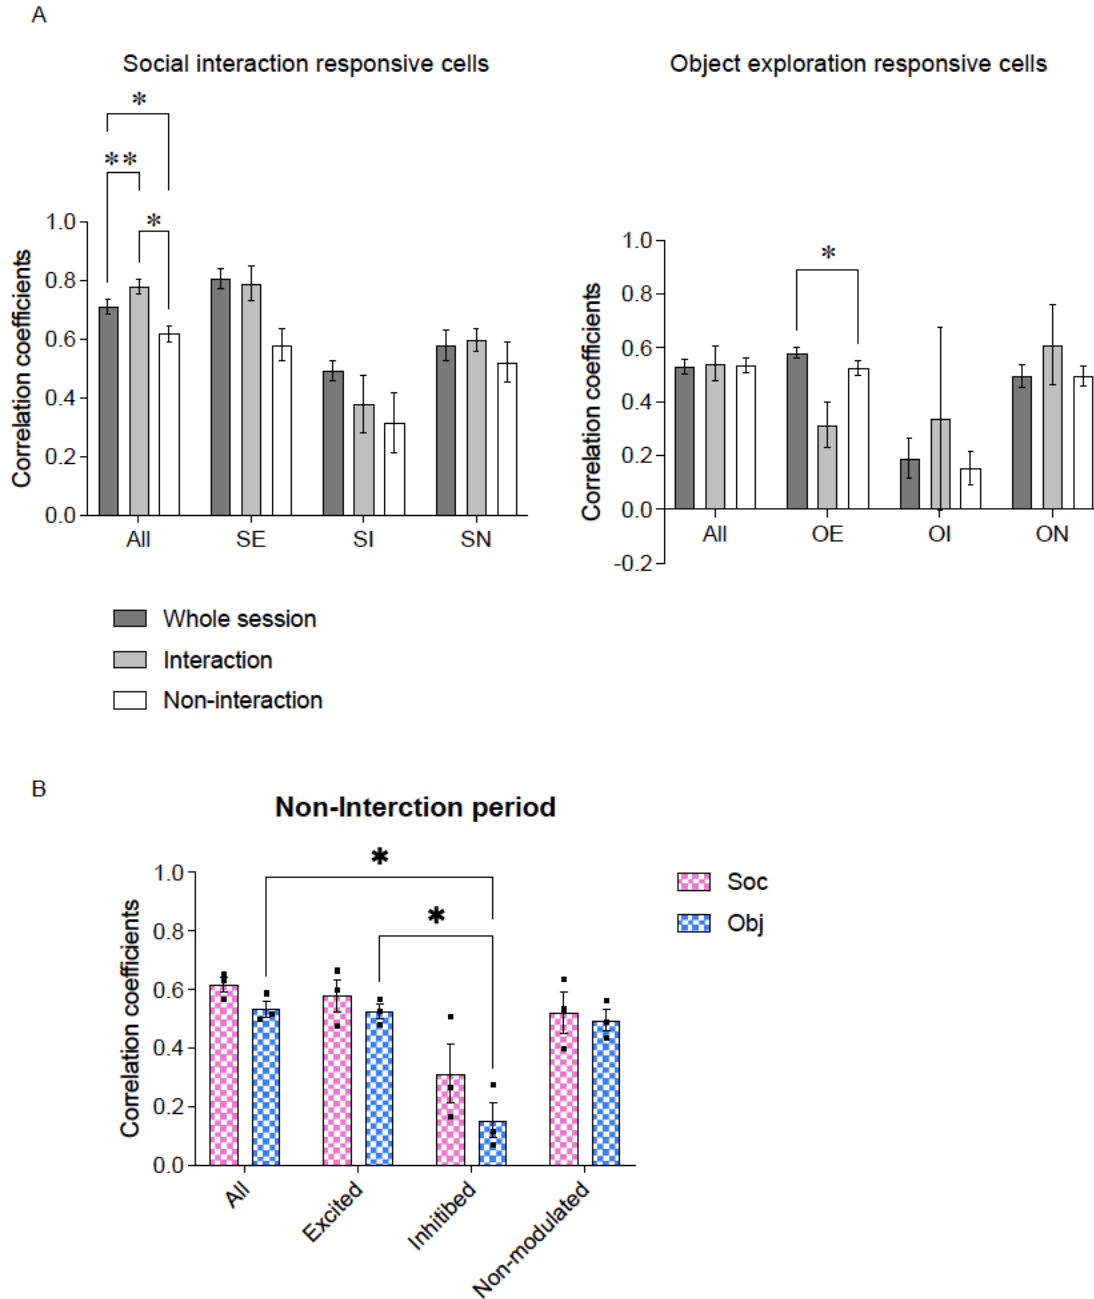 A
Social interaction responsive cells
Object exploration responsive cells
*
**
*
1.0
0.8
0.6
0.4
0.2
0.0
Correlation coefficients
All
SE
SI
SN
*
1.0
0.8
0.6
0.4
0.2
0.0
-0.2
Correlation coefficients
All
OE
OI
ON
Whole session
Interaction
Non-interaction
B
Non-Interction period
*
*
1.0
0.8
0.6
0.4
0.2
0.0
Correlation coefficients
All
Excited
Inhitibed
Non-modulated
Soc
Obj